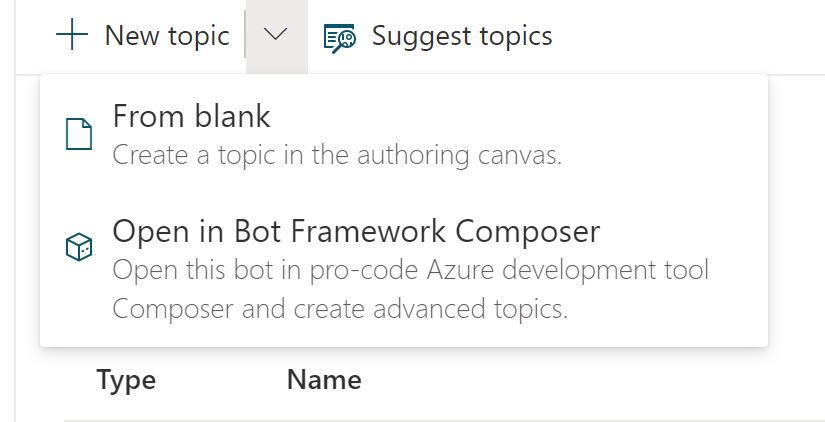 New topic Suggest topics
From blank
Create a topic in the authoring canvas.
Open in Bot Framework Composer
Open this bot in pro-code Azure development tool
Composer and create advanced topics.
Type Name